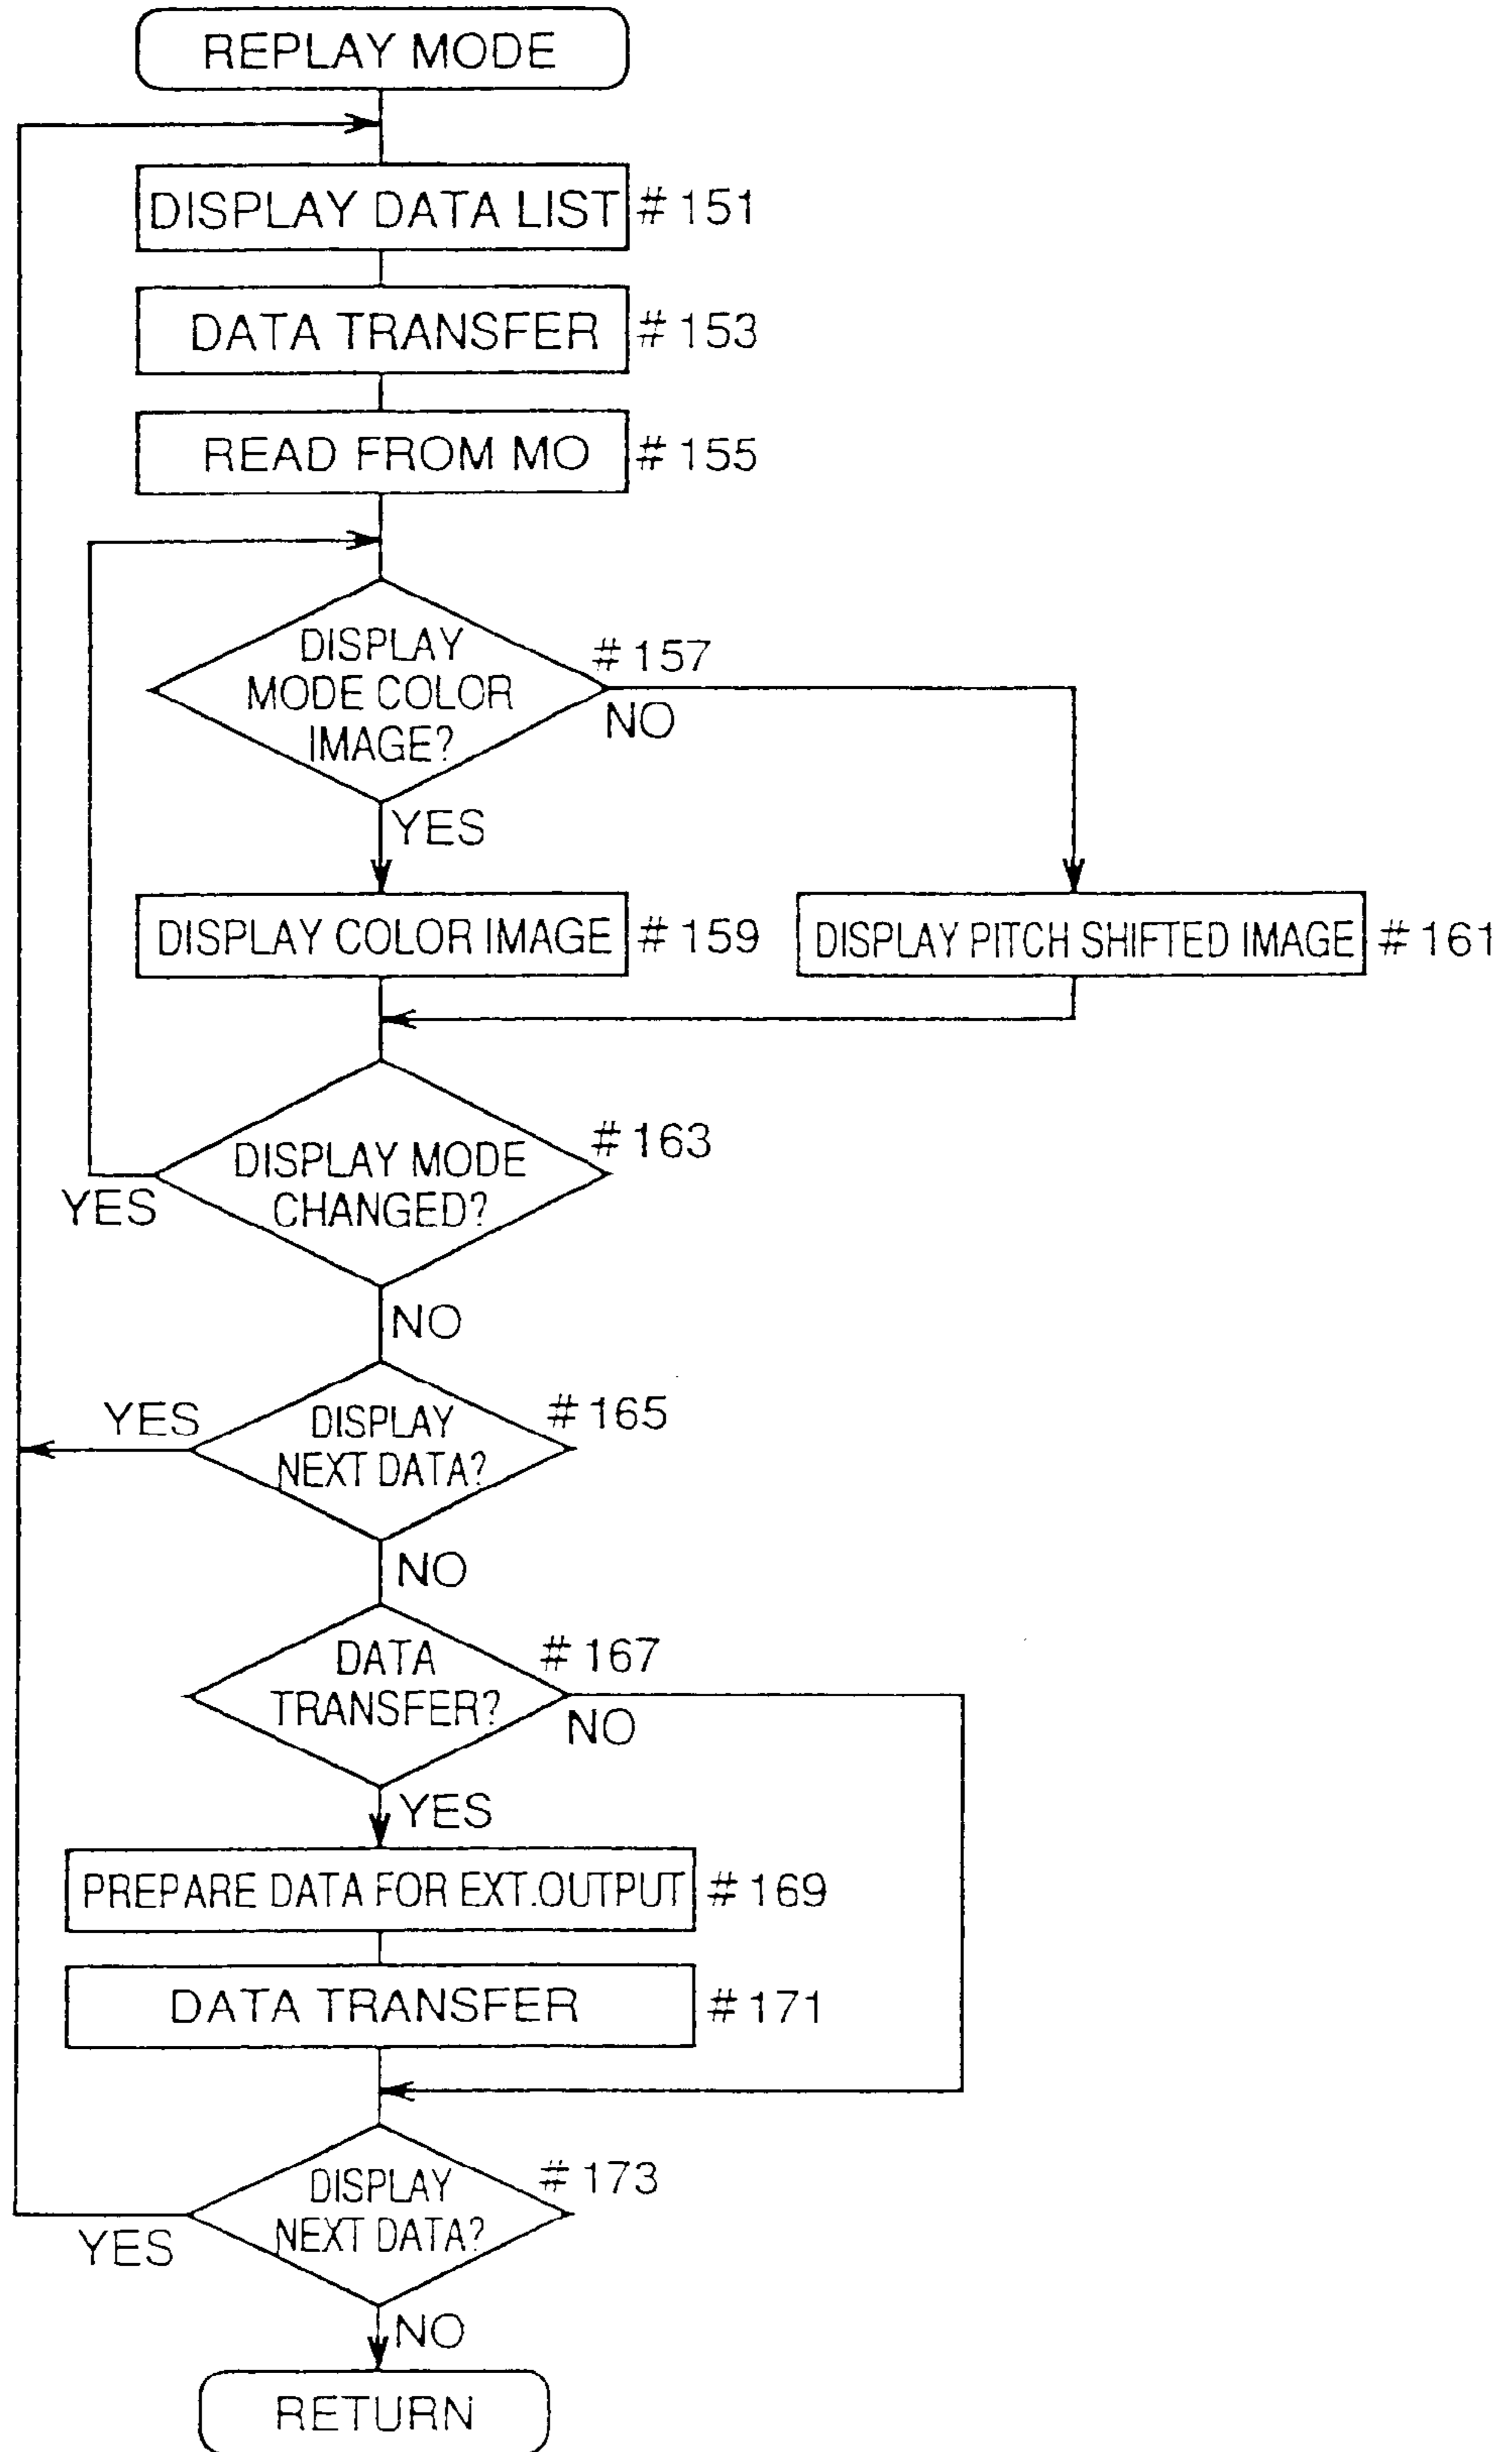 REPLAY MODE
DISPLAY DATA LIST #151
DATA TRANSFER #153
READ FROM MO #155
DISPLAY
MODE COLOR
IMAGE?
#157
NO
YES
DISPLAY COLOR IMAGE #159
DISPLAY PITCH SHIFTED IMAGE #161
DISPLAY MODE
CHANGED?
#163
YES
NO
DISPLAY
NEXT DATA?
#165
YES
NO
DATA
TRANSFER?
#167
NO
YES
PREPARE DATA FOR EXT.OUTPUT #169
DATA TRANSFER #171
DISPLAY
NEXT DATA?
#173
YES
NO
RETURN